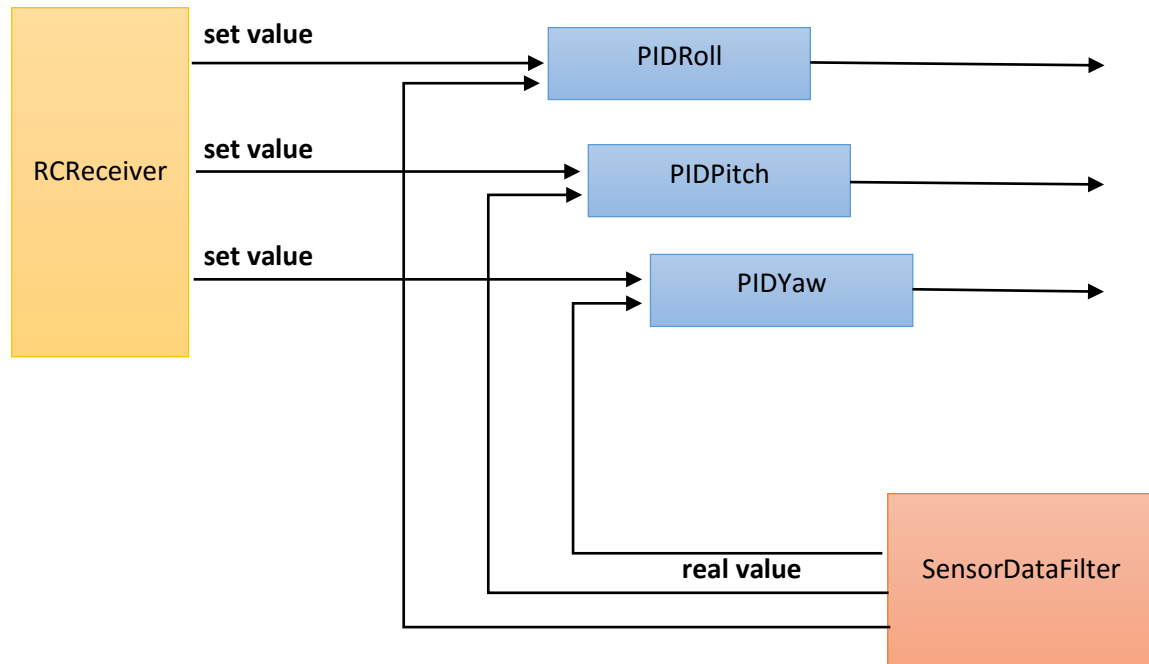 set value
PIDRoll
set value
RCReceiver
PIDPitch
set value
PIDYaw
real value
SensorDataFilter